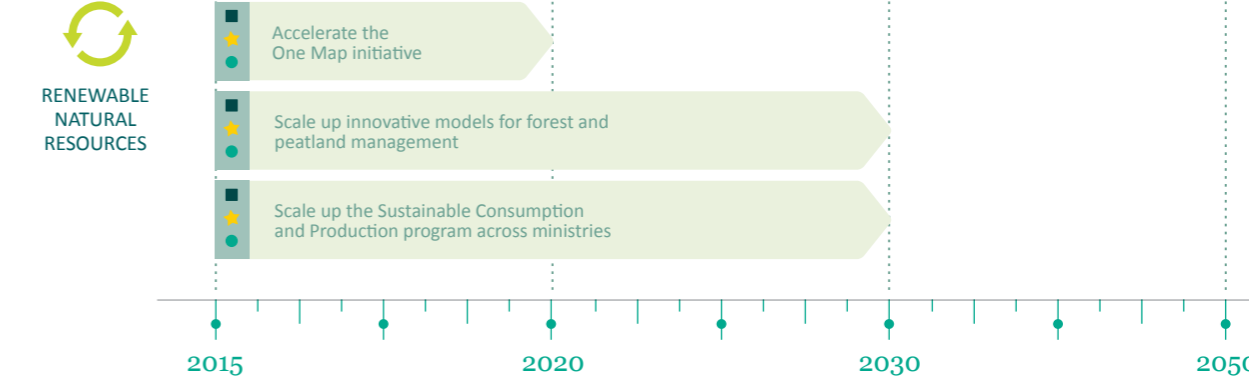 RENEWABLE
NATURAL
RESOURCES
Accelerate the
One Map initiative
Scale up innovative models for forest and
peatland management
Scale up the Sustainable Consumption
and Production program across ministries
2015
2020
2030
2050